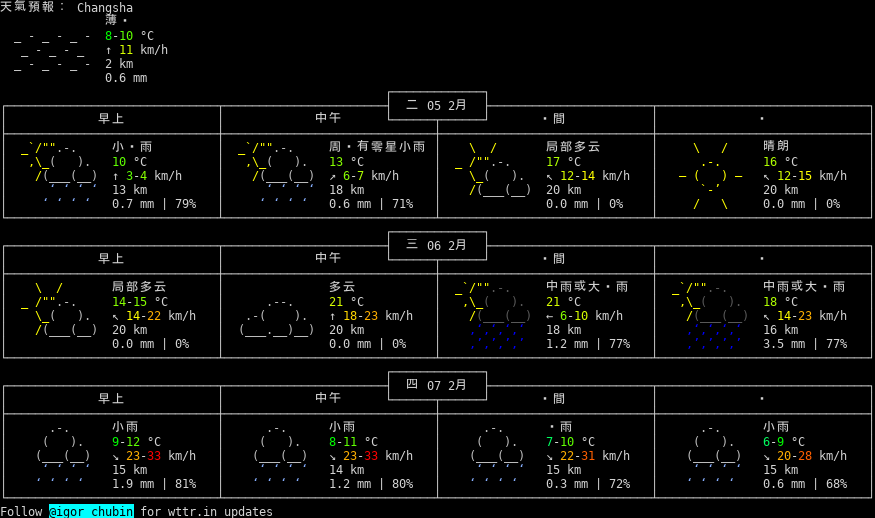 天氣預報： Changsha
薄・
8-10 °C
↑ 11 km/h
2 km
0.6 mm
二 05 2月
早上 中午 ・間 ・
小・雨 周・有零星小雨 局部多云 晴朗
10 °C 13 °C 17 °C 16 °C
↑ 3-4 km/h ↗ 6-7 km/h ↖ 12-14 km/h ↖ 12-15 km/h
13 km 18 km 20 km 20 km
0.7 mm | 79% 0.6 mm | 71% 0.0 mm | 0% 0.0 mm | 0%
三 06 2月
早上 中午 ・間 ・
局部多云 多云 中雨或大・雨 中雨或大・雨
14-15 °C 21 °C 21 °C 18 °C
↖ 14-22 km/h ↑ 18-23 km/h ← 6-10 km/h ↖ 14-23 km/h
20 km 20 km 18 km 16 km
0.0 mm | 0% 0.0 mm | 0% 1.2 mm | 77% 3.5 mm | 77%
四 07 2月
早上 中午 ・間 ・
小雨 小雨 ・雨 小雨
9-12 °C 8-11 °C 7-10 °C 6-9 °C
↘ 23-33 km/h ↘ 23-33 km/h ↘ 22-31 km/h ↘ 20-28 km/h
15 km 14 km 15 km 15 km
1.9 mm | 81% 1.2 mm | 80% 0.3 mm | 72% 0.6 mm | 68%
Follow @igor_chubin for wttr.in updates